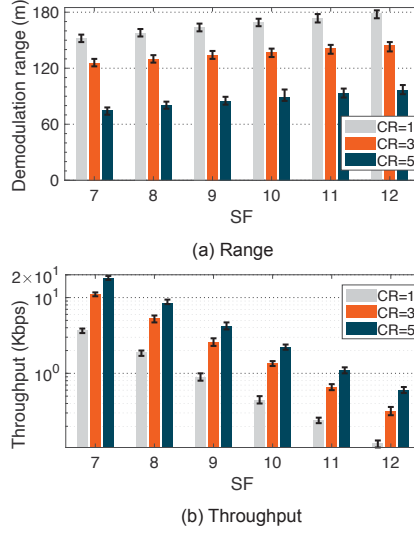 180
120
60
0
Demodulation range (m)
CR=1
CR=3
CR=5
7 8 9 10 11 12
SF
(a) Range
2×10¹
10¹
10⁰
Throughput (Kbps)
CR=1
CR=3
CR=5
7 8 9 10 11 12
SF
(b) Throughput